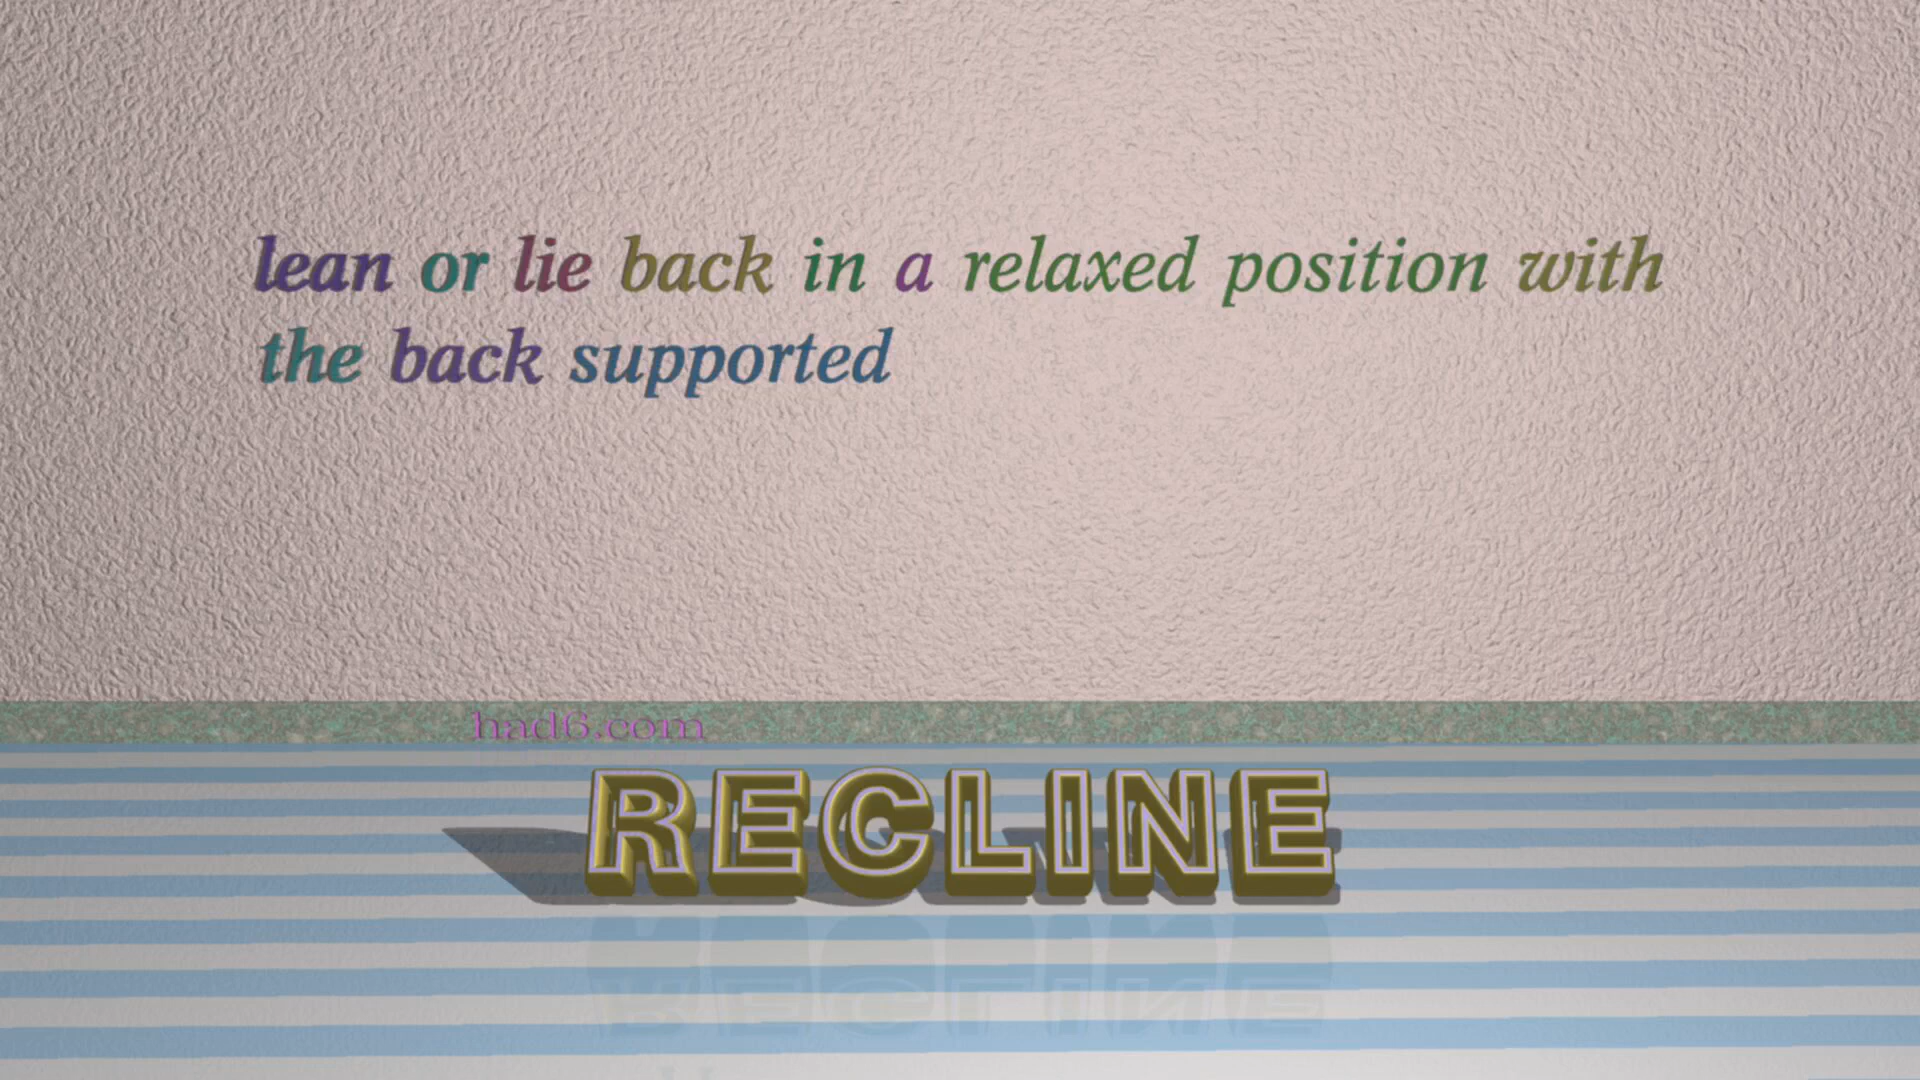 lean or lie back in a relaxed position with
the back supported
had6.com
RECLINE